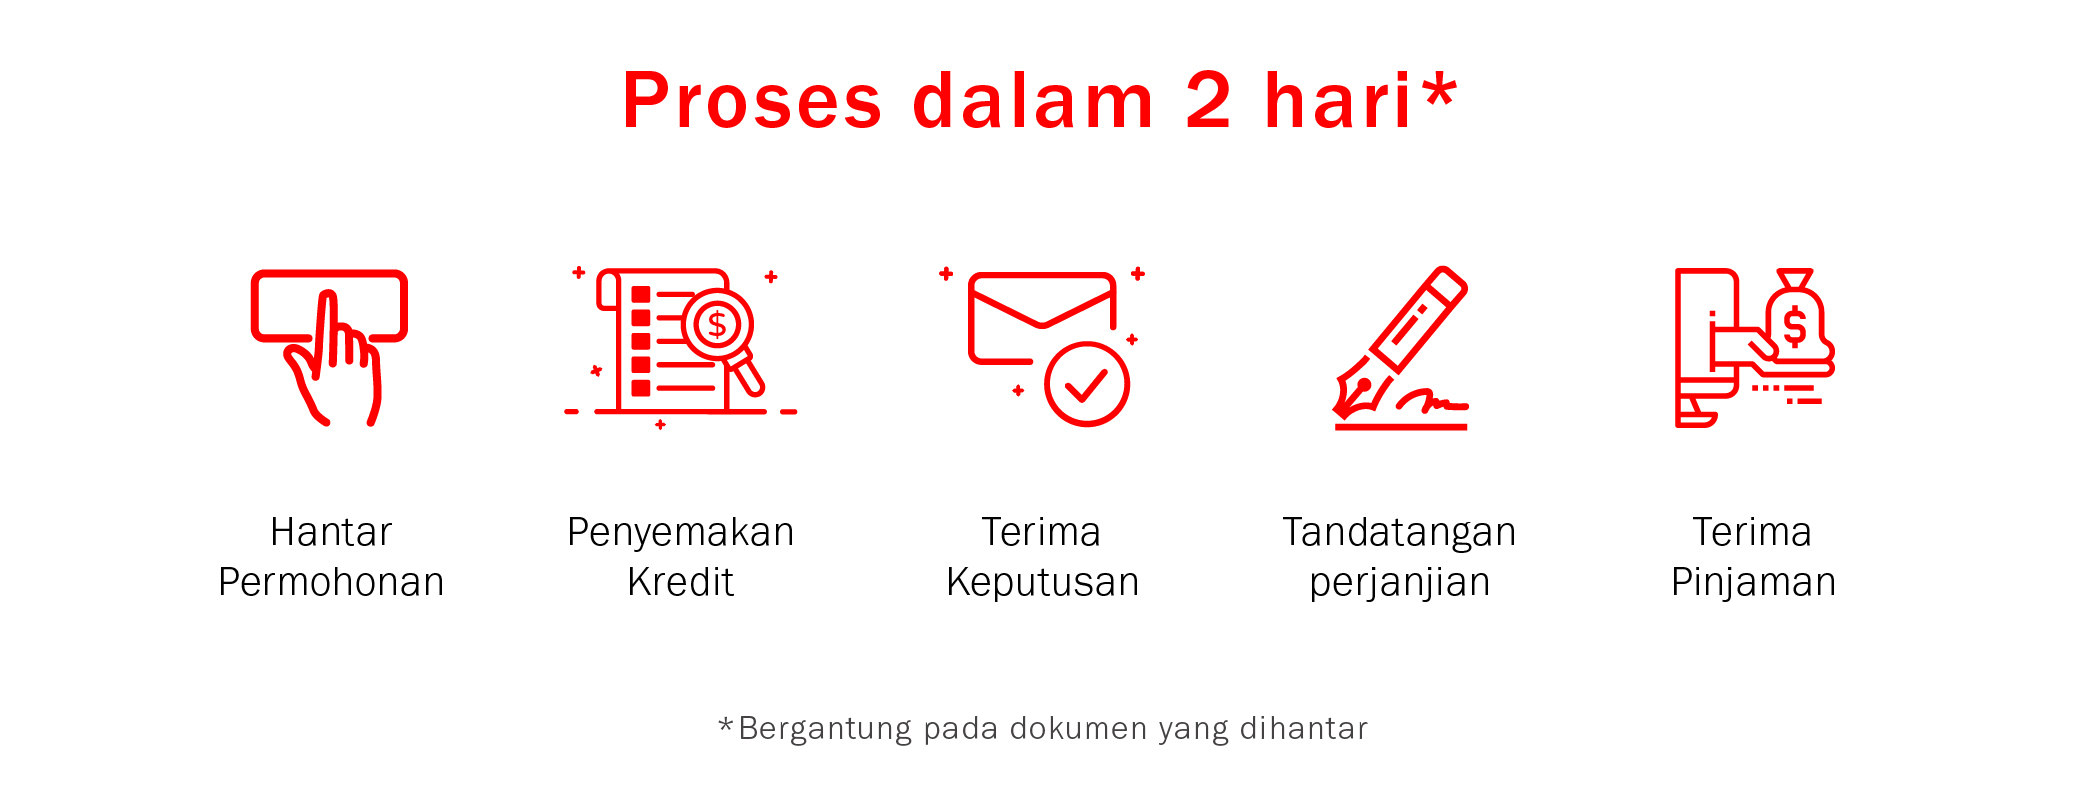 Proses dalam 2 hari*
Hantar
Permohonan
Penyemakan
Kredit
Terima
Keputusan
Tandatangan
perjanjian
Terima
Pinjaman
$
$
*Bergantung pada dokumen yang dihantar